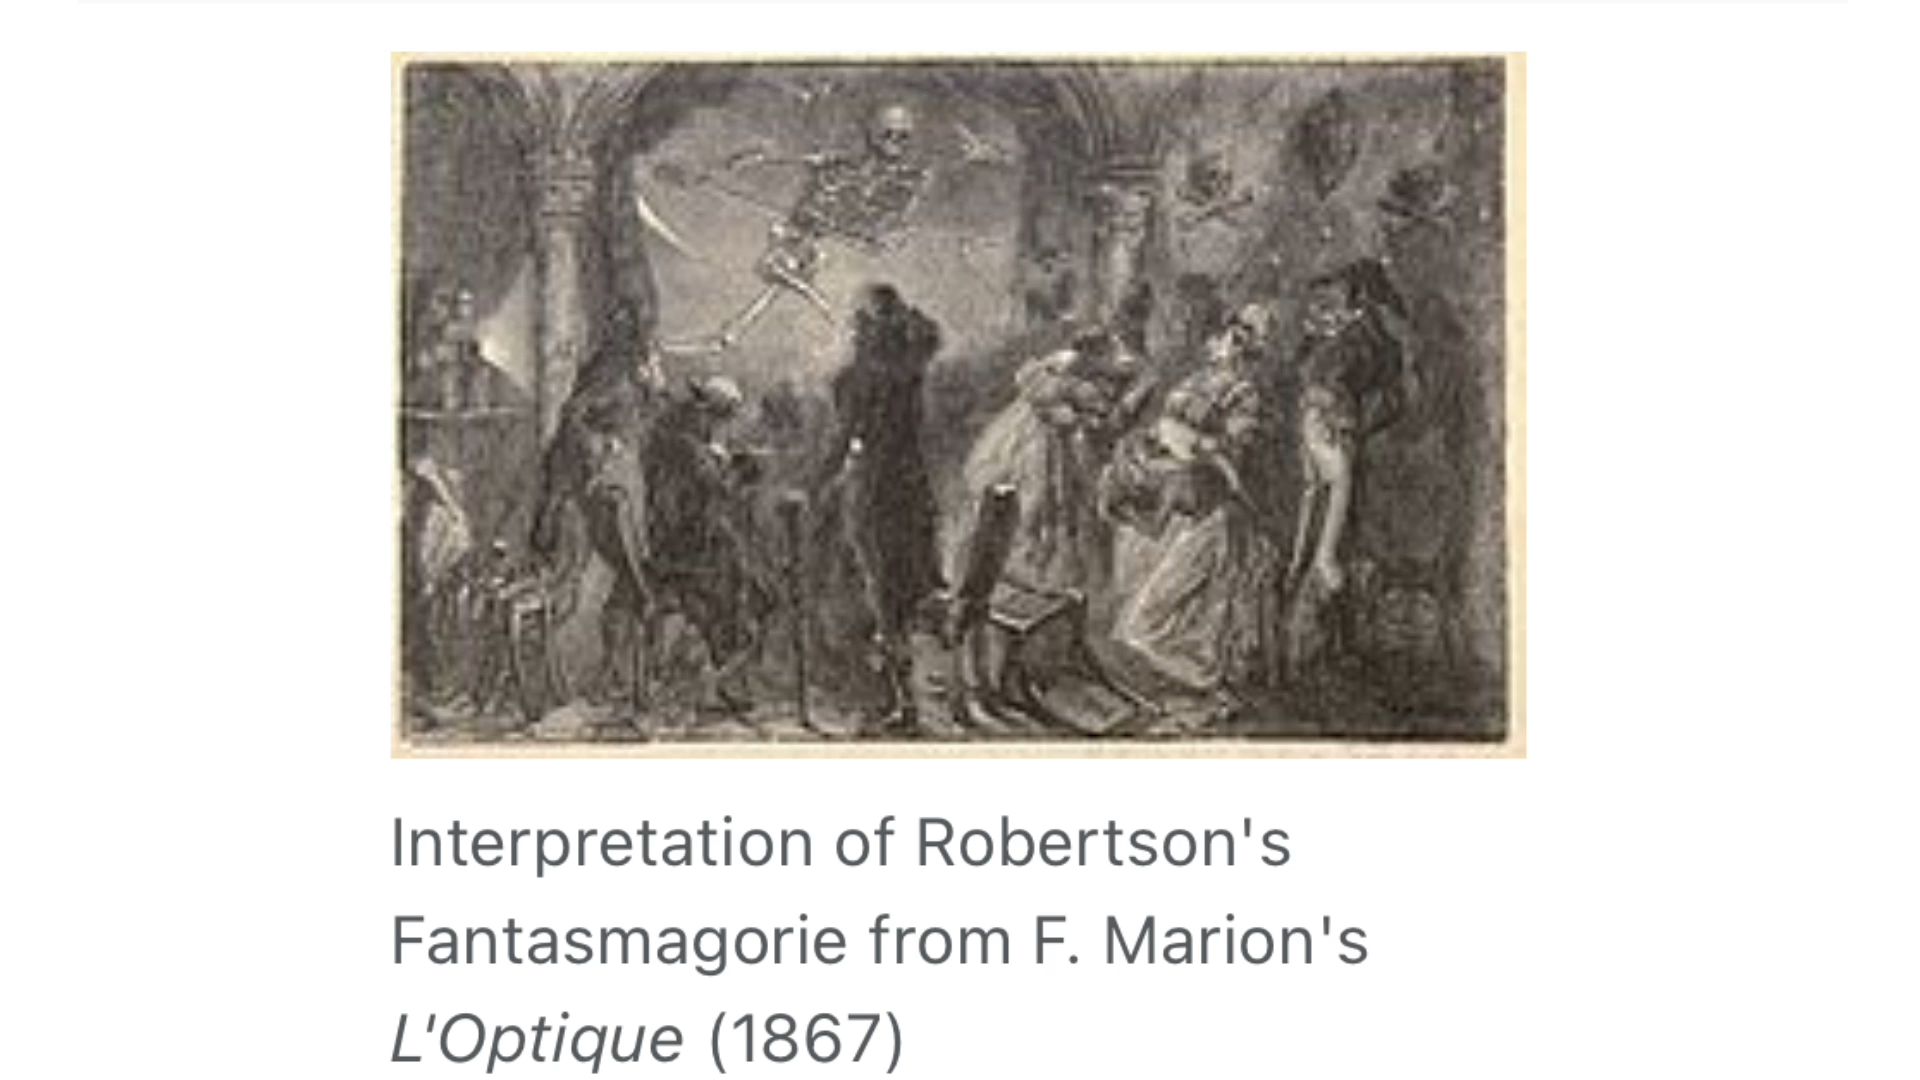 Interpretation of Robertson's
Fantasmagorie from F. Marion's
L'Optique (1867)